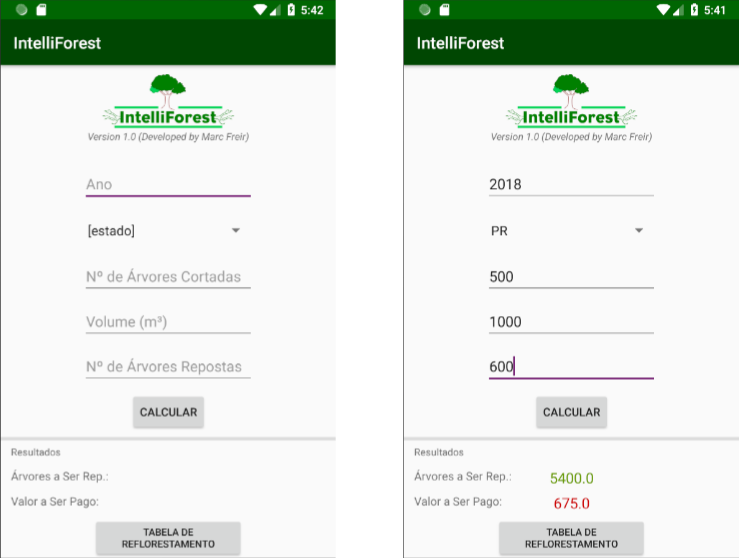 5:42
IntelliForest
IntelliForest
Version 1.0 (Developed by Marc Freir)
Ano
[estado]
Nº de Árvores Cortadas
Volume (m³)
Nº de Árvores Repostas
CALCULAR
Resultados
Árvores a Ser Rep.:
Valor a Ser Pago:
TABELA DE
REFLORESTAMENTO
5:41
IntelliForest
IntelliForest
Version 1.0 (Developed by Marc Freir)
2018
PR
500
1000
600
CALCULAR
Resultados
Árvores a Ser Rep.: 5400.0
Valor a Ser Pago: 675.0
TABELA DE
REFLORESTAMENTO